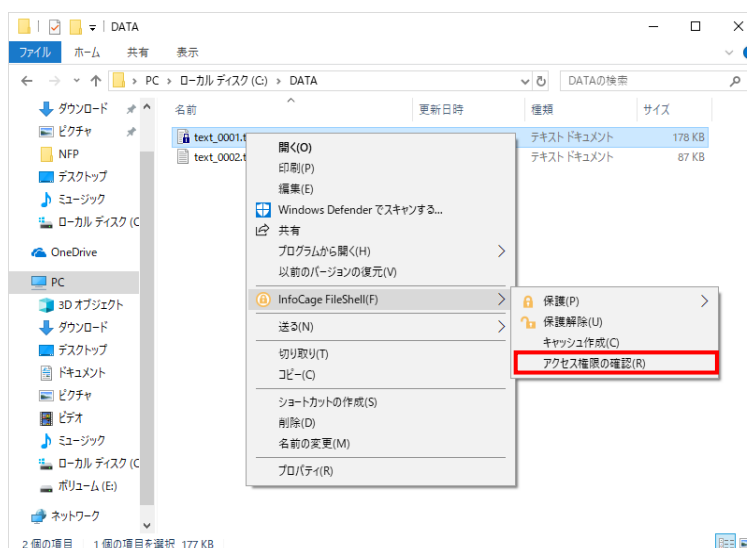 DATA
ファイル ホーム 共有 表示
PC > ローカル ディスク (C:) > DATA
DATAの検索
名前 更新日時 種類 サイズ
text_0001.t テキスト ドキュメント 178 KB
text_0002.t テキスト ドキュメント 87 KB
ダウンロード
ピクチャ
NFP
デスクトップ
ミュージック
ローカル ディスク (C
OneDrive
PC
3D オブジェクト
ダウンロード
デスクトップ
ドキュメント
ピクチャ
ビデオ
ミュージック
ローカル ディスク (C
ボリューム (E:)
ネットワーク
開く(O)
印刷(P)
編集(E)
Windows Defender でスキャンする...
共有
プログラムから開く(H)
以前のバージョンの復元(V)
InfoCage FileShell(F)
送る(N)
切り取り(T)
コピー(C)
ショートカットの作成(S)
削除(D)
名前の変更(M)
プロパティ(R)
保護(P)
保護解除(U)
キャッシュ作成(C)
アクセス権限の確認(R)
2 個の項目 1 個の項目を選択 177 KB